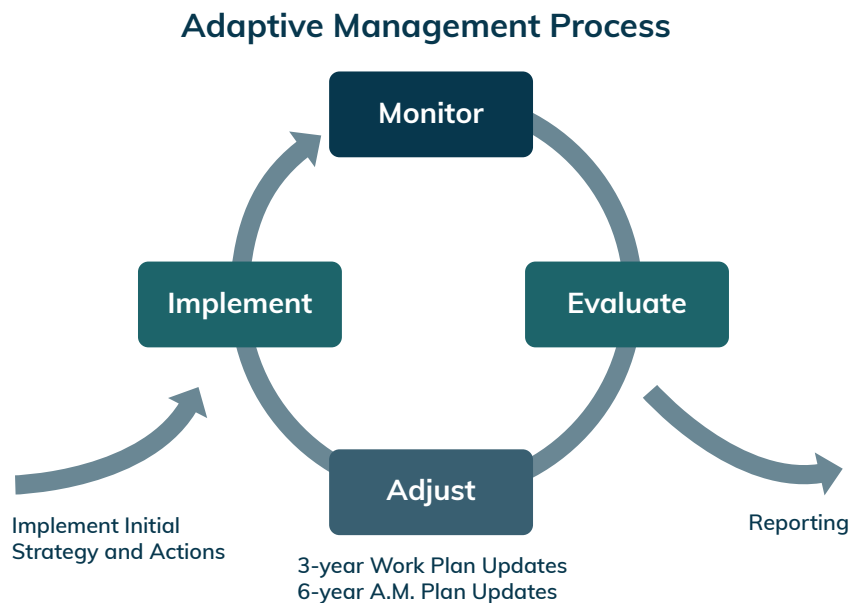 Adaptive Management Process
Monitor
Implement
Evaluate
Adjust
Implement Initial
Strategy and Actions
Reporting
3-year Work Plan Updates
6-year A.M. Plan Updates